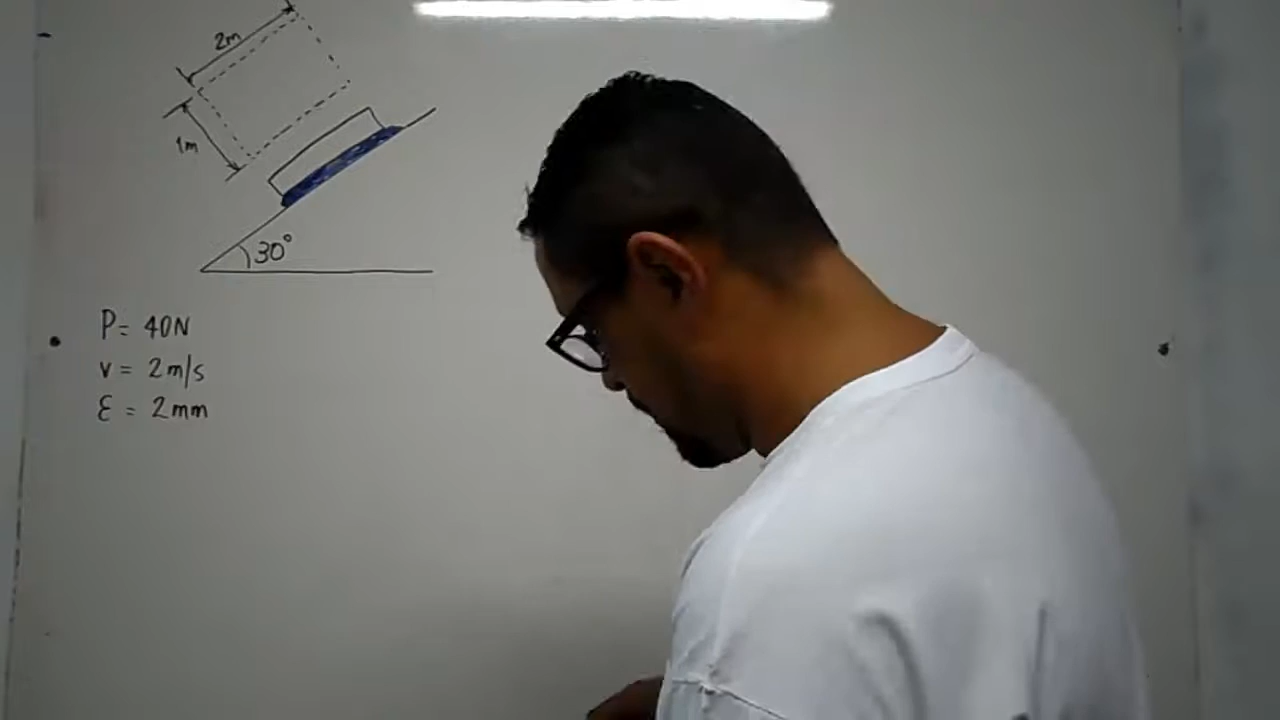 2m
1m
30°
P= 40N
v = 2m/s
ε = 2mm